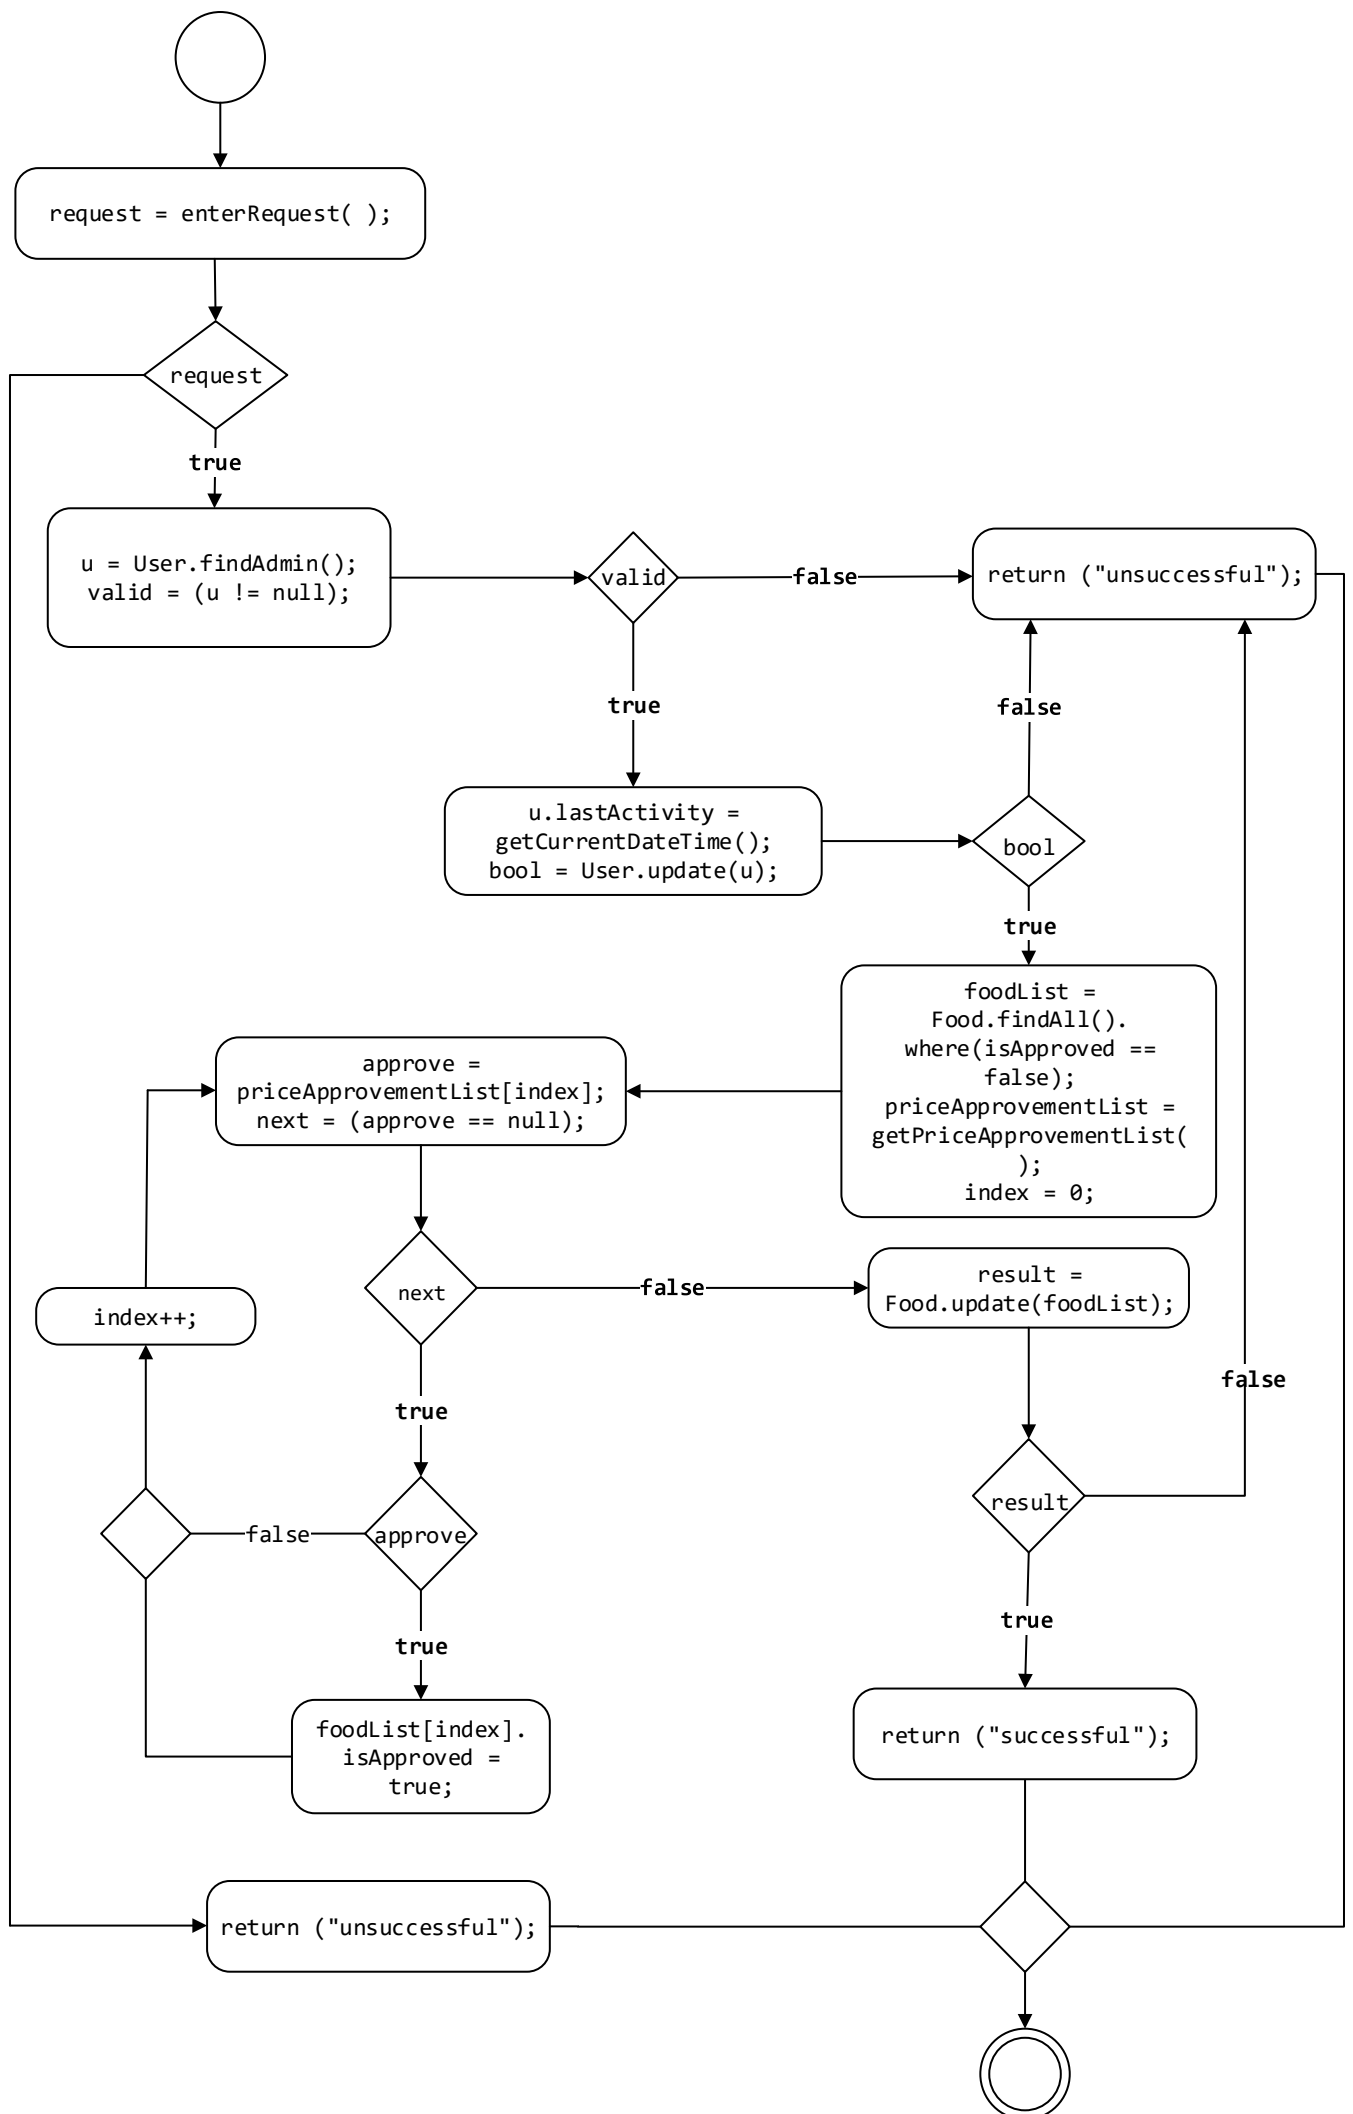 request = enterRequest( );
request
true
u = User.findAdmin();
valid = (u != null);
valid
false
return ("unsuccessful");
true
false
u.lastActivity =
getCurrentDateTime();
bool = User.update(u);
bool
true
foodList =
Food.findAll().
where(isApproved ==
false);
priceApprovementList =
getPriceApprovementList(
);
index = 0;
approve =
priceApprovementList[index];
next = (approve == null);
next
false
result =
Food.update(foodList);
index++;
false
true
result
false
approve
true
true
foodList[index].
isApproved =
true;
return ("successful");
return ("unsuccessful");